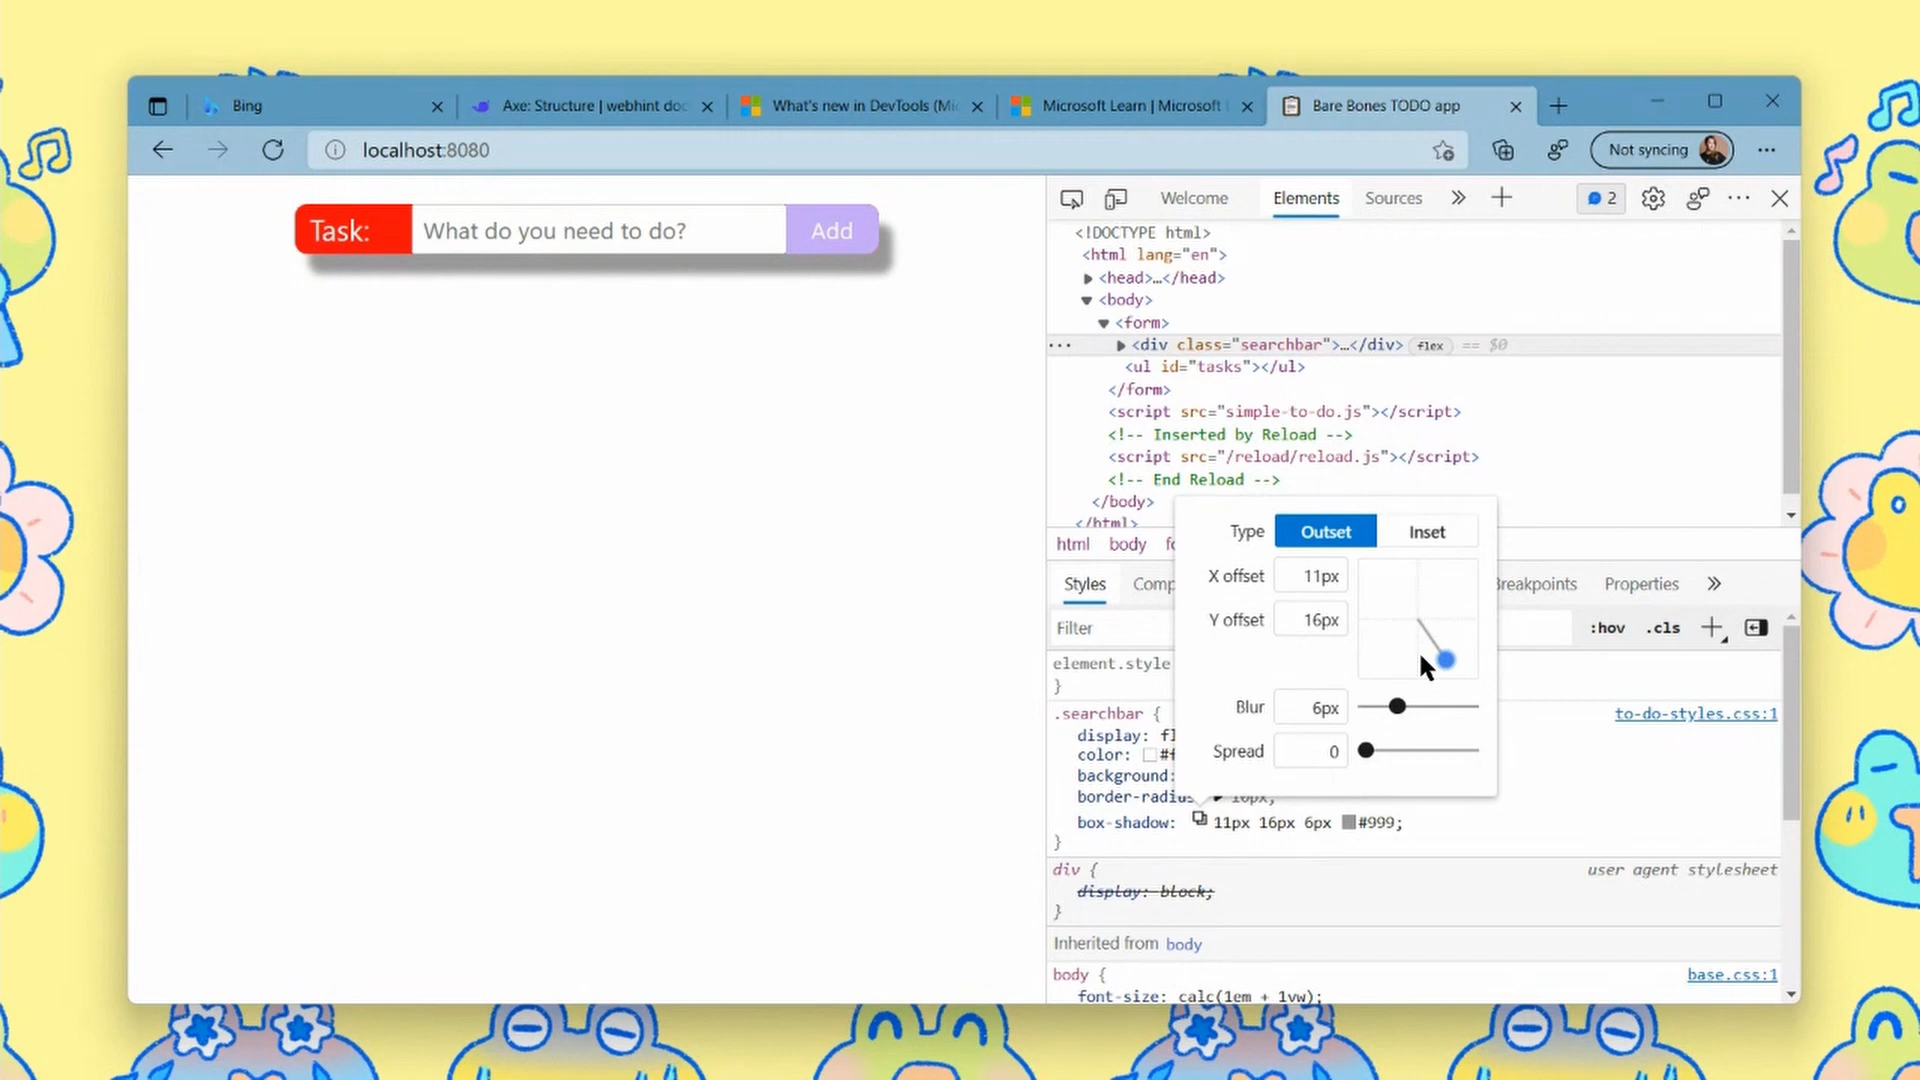 Bing
Axe: Structure | webhint doc
What's new in DevTools (Mi
Microsoft Learn | Microsoft
Bare Bones TODO app
localhost:8080
Not syncing
Task:
What do you need to do?
Add
Welcome
Elements
Sources
2
<!DOCTYPE html>
<html lang="en">
<head>…</head>
<body>
<form>
<div class="searchbar">…</div> flex == $0
<ul id="tasks"></ul>
</form>
<script src="simple-to-do.js"></script>
<!-- Inserted by Reload -->
<script src="/reload/reload.js"></script>
<!-- End Reload -->
</body>
</html>
html body
Type Outset Inset
X offset 11px
Y offset 16px
Blur 6px
Spread 0
Styles Comp Breakpoints Properties
Filter
:hov .cls
element.style
}
.searchbar {
to-do-styles.css:1
display: fl
color: #f
background:
border-radius 10px;
box-shadow: 11px 16px 6px #999;
}
div {
user agent stylesheet
display: block;
}
Inherited from body
body {
base.css:1
font-size: calc(1em + 1vw);